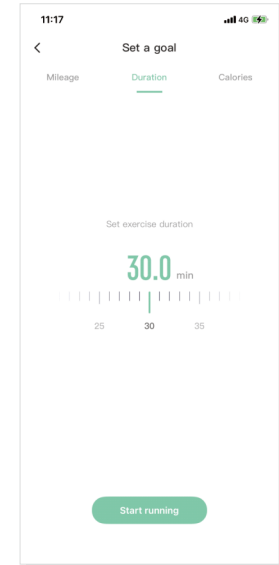 11:17 4G
Set a goal
Mileage Duration Calories
Set exercise duration
30.0 min
25 30 35
Start running